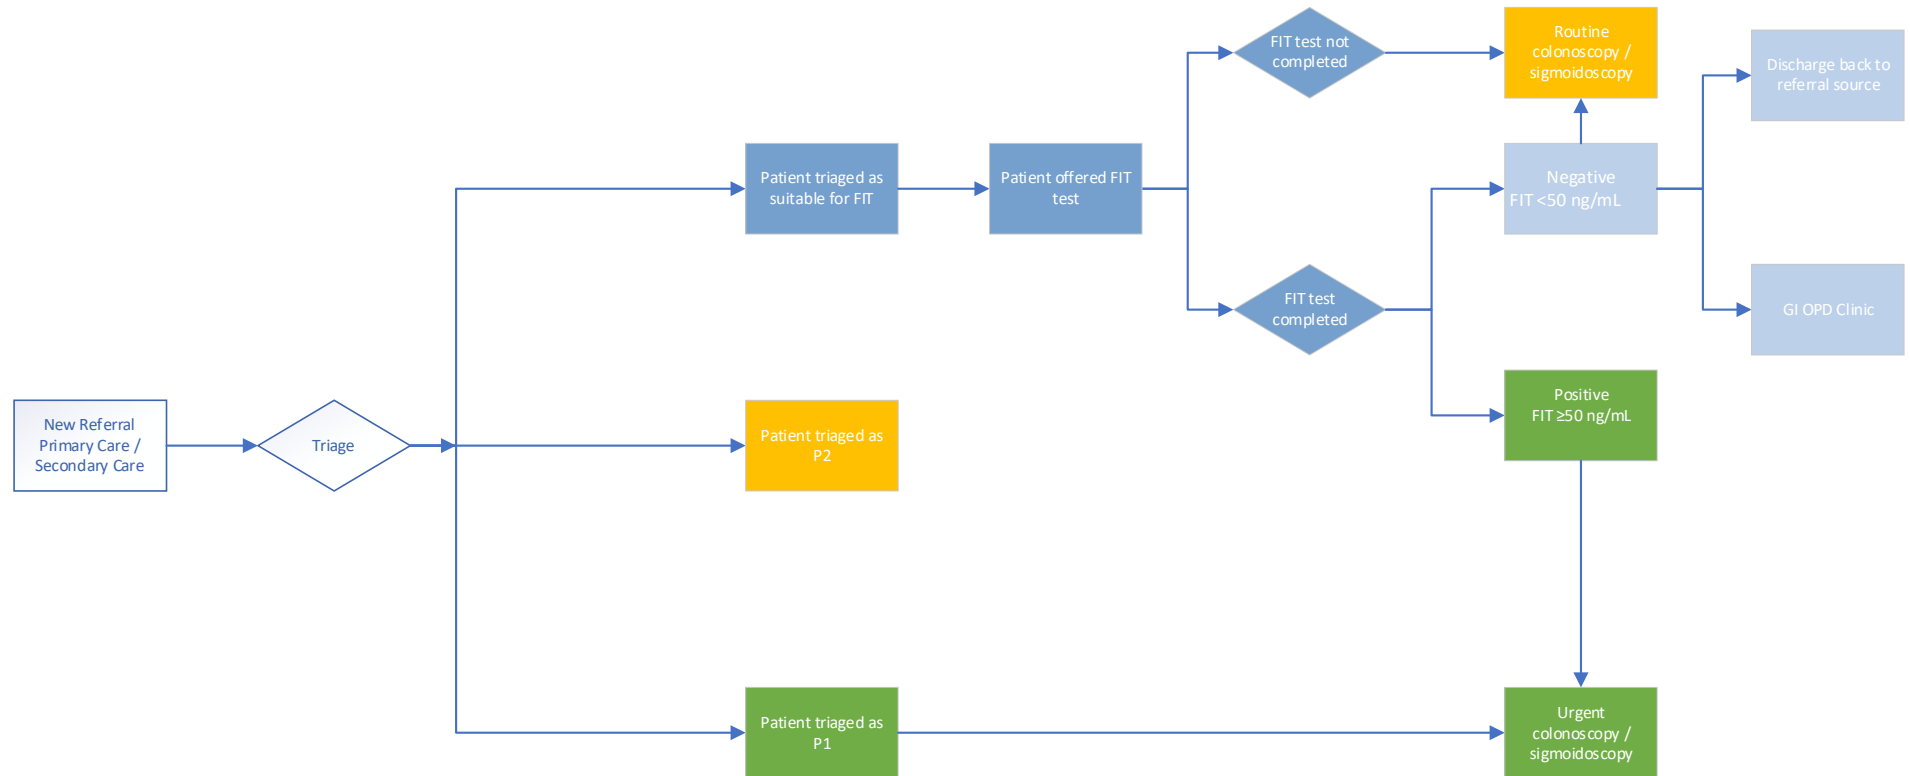 FIT test not
completed
Routine
colonoscopy /
sigmoidoscopy
Discharge back to
referral source
Patient triaged as
suitable for FIT
Patient offered FIT
test
Negative
FIT <50 ng/mL
FIT test
completed
GI OPD Clinic
Positive
FIT ≥50 ng/mL
New Referral
Primary Care /
Secondary Care
Triage
Patient triaged as
P2
Patient triaged as
P1
Urgent
colonoscopy /
sigmoidoscopy